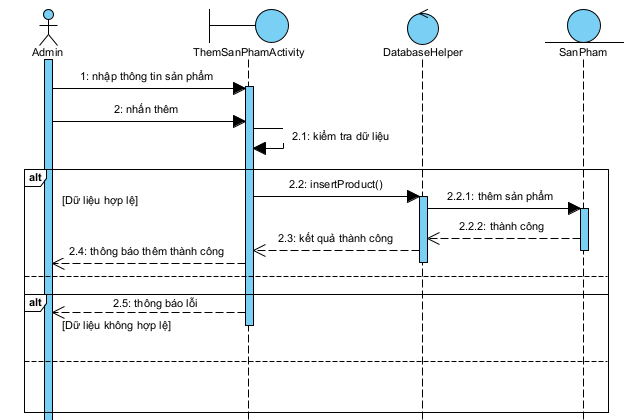 Admin
ThemSanPhamActivity
DatabaseHelper
SanPham
1: nhập thông tin sản phẩm
2: nhấn thêm
2.1: kiểm tra dữ liệu
alt
[Dữ liệu hợp lệ]
2.2: insertProduct()
2.2.1: thêm sản phẩm
2.2.2: thành công
2.3: kết quả thành công
2.4: thông báo thêm thành công
alt
2.5: thông báo lỗi
[Dữ liệu không hợp lệ]